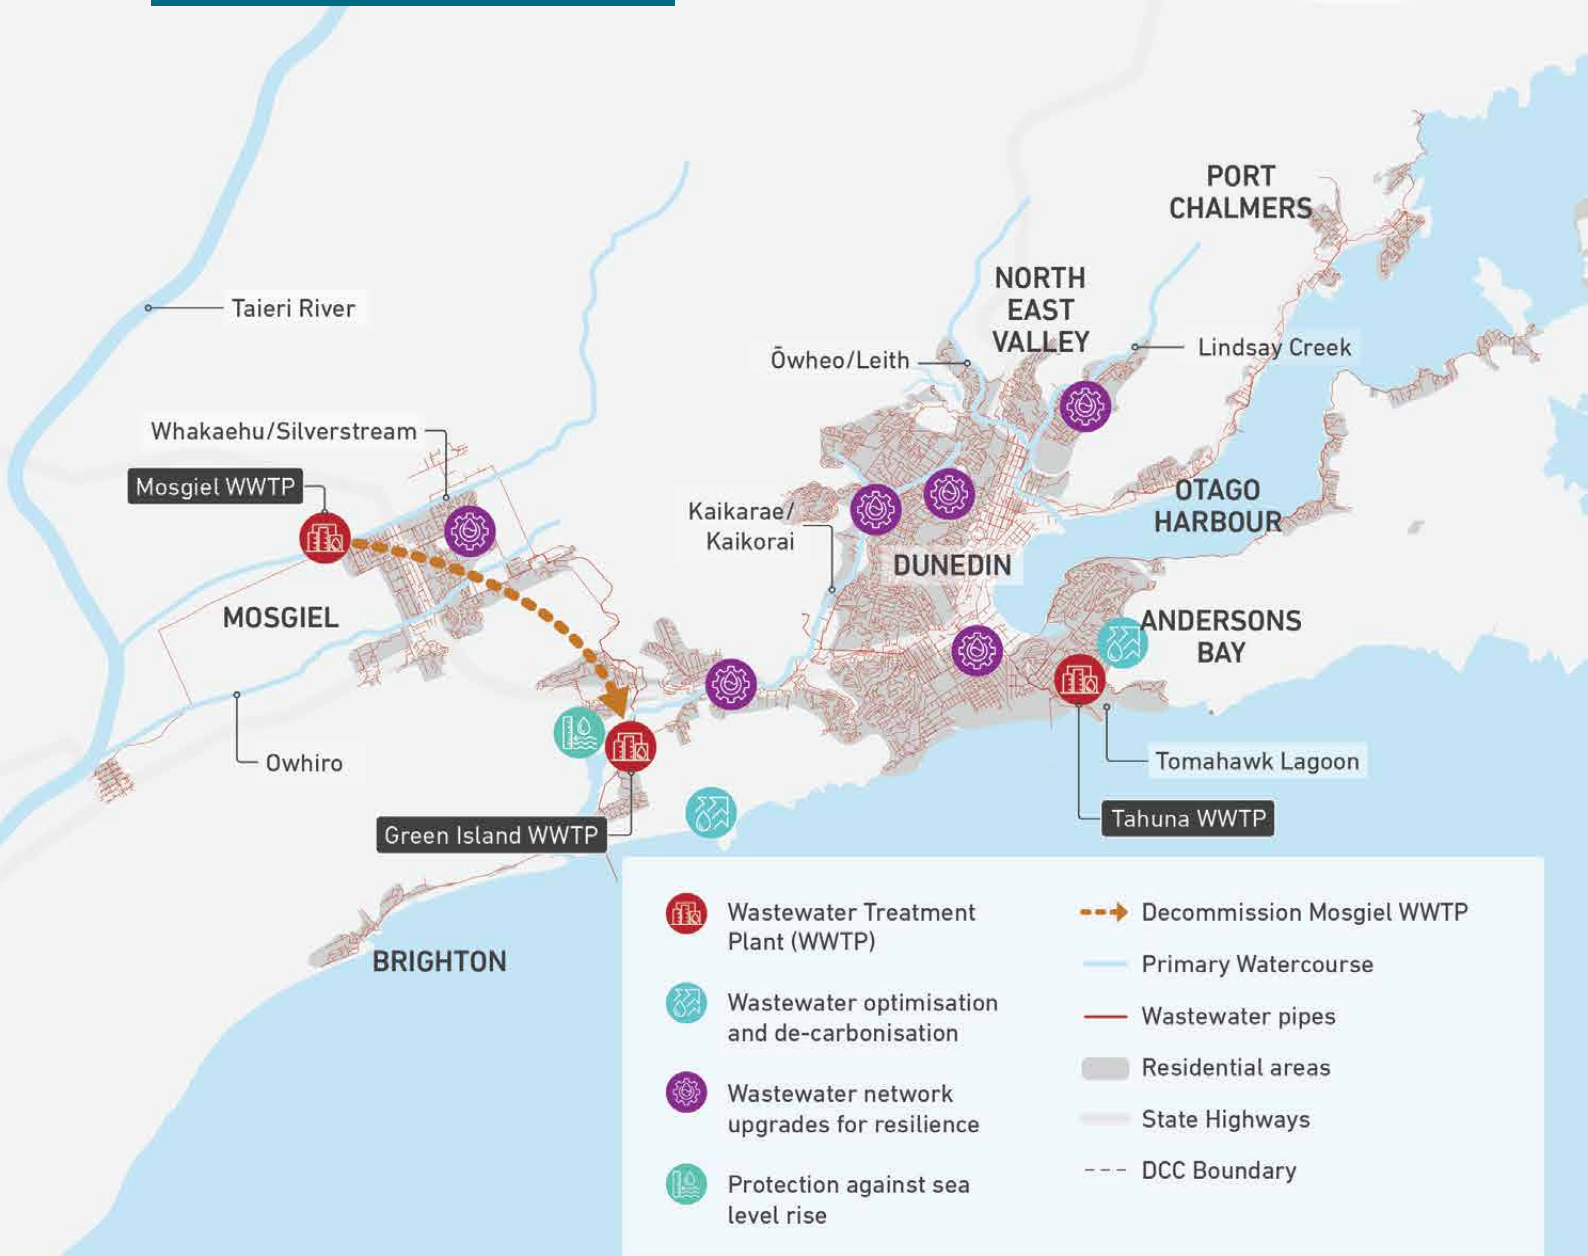 PORT
CHALMERS
NORTH
EAST
VALLEY
Taieri River
Ōwheo/Leith
Lindsay Creek
Whakaehu/Silverstream
Mosgiel WWTP
Kaikarae/
Kaikorai
OTAGO
HARBOUR
DUNEDIN
MOSGIEL
ANDERSONS
BAY
Owhiro
Tomahawk Lagoon
Green Island WWTP
Tahuna WWTP
BRIGHTON
Wastewater Treatment
Plant (WWTP)
Wastewater optimisation
and de-carbonisation
Wastewater network
upgrades for resilience
Protection against sea
level rise
Decommission Mosgiel WWTP
Primary Watercourse
Wastewater pipes
Residential areas
State Highways
DCC Boundary